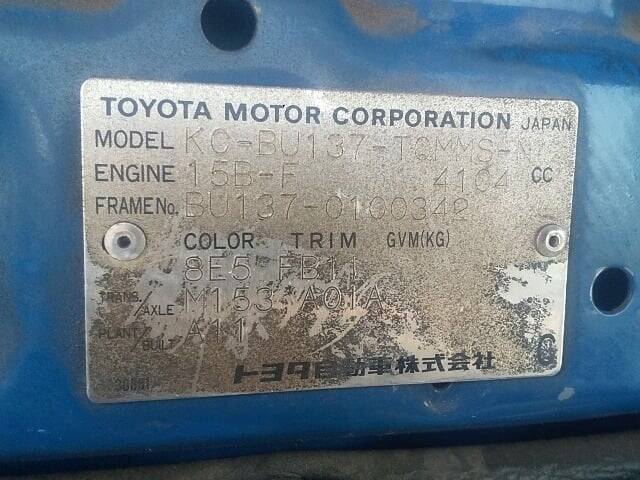 TOYOTA MOTOR CORPORATION JAPAN
MODEL KC-BU137-TQMMS-N
ENGINE 15B-F 4104 CC
FRAME No. BU137-0100342
COLOR TRIM GVM(KG)
8E5 FB11
TRANS./AXLE M153 A01A
PLANT/BUILT A11
トヨタ自動車株式会社 C